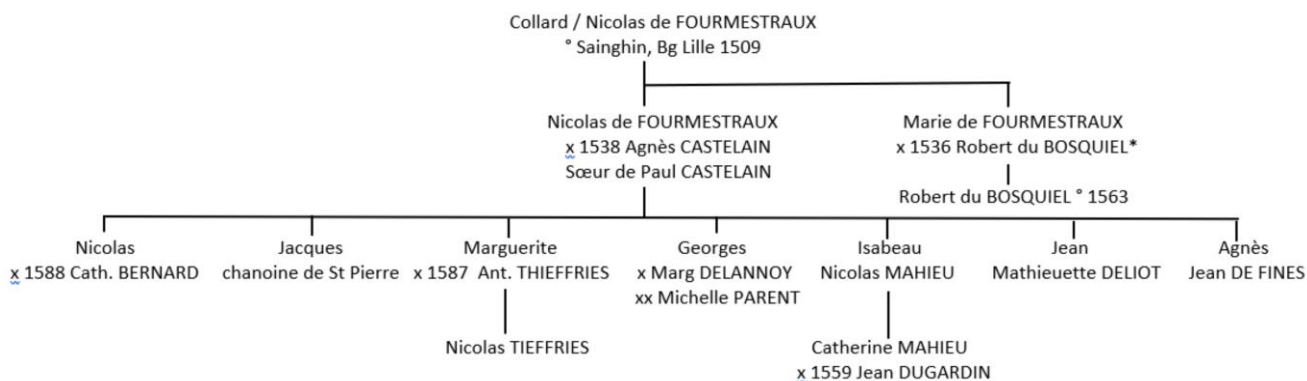 Collard / Nicolas de FOURMESTRAUX
° Sainghin, Bg Lille 1509
Nicolas de FOURMESTRAUX
x 1538 Agnès CASTELAIN
Sœur de Paul CASTELAIN
Marie de FOURMESTRAUX
x 1536 Robert du BOSQUIEL*
Robert du BOSQUIEL ° 1563
Nicolas
x 1588 Cath. BERNARD
Jacques
chanoine de St Pierre
Marguerite
x 1587 Ant. THIEFFRIES
Georges
x Marg DELANNOY
xx Michelle PARENT
Isabeau
Nicolas MAHIEU
Jean
Mathieuette DELIOT
Agnès
Jean DE FINES
Nicolas TIEFFRIES
Catherine MAHIEU
x 1559 Jean DUGARDIN